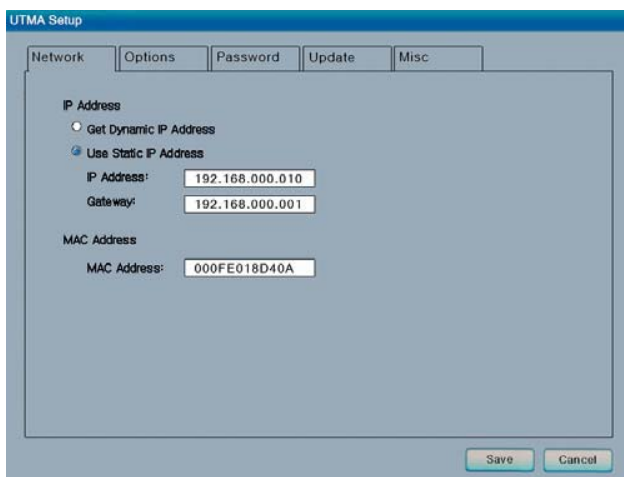 UTMA Setup
Network Options Password Update Misc
IP Address
Get Dynamic IP Address
Use Static IP Address
IP Address: 192.168.000.010
Gateway: 192.168.000.001
MAC Address
MAC Address: 000FE018D40A
Save Cancel